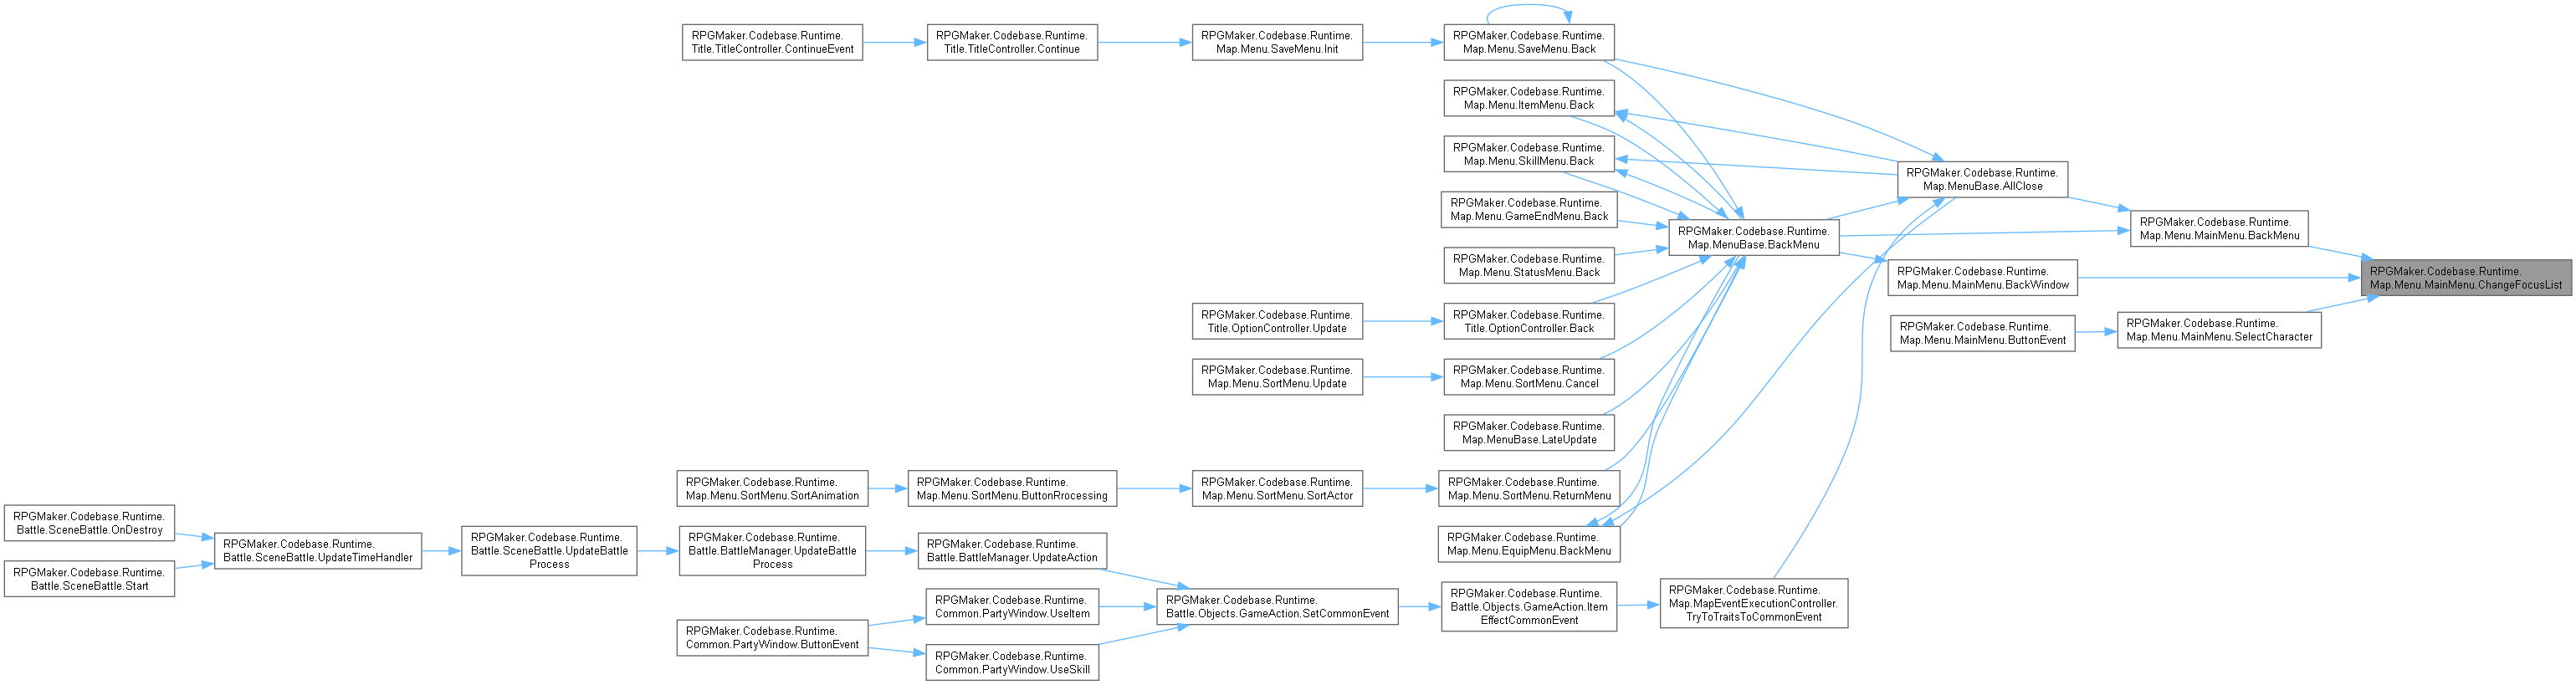 RPGMaker.Codebase.Runtime.
Title.TitleController.ContinueEvent
RPGMaker.Codebase.Runtime.
Title.TitleController.Continue
RPGMaker.Codebase.Runtime.
Map.Menu.SaveMenu.Init
RPGMaker.Codebase.Runtime.
Map.Menu.SaveMenu.Back
RPGMaker.Codebase.Runtime.
Map.Menu.ItemMenu.Back
RPGMaker.Codebase.Runtime.
Map.Menu.SkillMenu.Back
RPGMaker.Codebase.Runtime.
Map.MenuBase.AllClose
RPGMaker.Codebase.Runtime.
Map.Menu.GameEndMenu.Back
RPGMaker.Codebase.Runtime.
Map.MenuBase.BackMenu
RPGMaker.Codebase.Runtime.
Map.Menu.MainMenu.BackMenu
RPGMaker.Codebase.Runtime.
Map.Menu.StatusMenu.Back
RPGMaker.Codebase.Runtime.
Map.Menu.MainMenu.BackWindow
RPGMaker.Codebase.Runtime.
Map.Menu.MainMenu.ChangeFocusList
RPGMaker.Codebase.Runtime.
Title.OptionController.Update
RPGMaker.Codebase.Runtime.
Title.OptionController.Back
RPGMaker.Codebase.Runtime.
Map.Menu.MainMenu.ButtonEvent
RPGMaker.Codebase.Runtime.
Map.Menu.MainMenu.SelectCharacter
RPGMaker.Codebase.Runtime.
Map.Menu.SortMenu.Update
RPGMaker.Codebase.Runtime.
Map.Menu.SortMenu.Cancel
RPGMaker.Codebase.Runtime.
Map.MenuBase.LateUpdate
RPGMaker.Codebase.Runtime.
Map.Menu.SortMenu.SortAnimation
RPGMaker.Codebase.Runtime.
Map.Menu.SortMenu.ButtonRrocessing
RPGMaker.Codebase.Runtime.
Map.Menu.SortMenu.SortActor
RPGMaker.Codebase.Runtime.
Map.Menu.SortMenu.ReturnMenu
RPGMaker.Codebase.Runtime.
Battle.SceneBattle.OnDestroy
RPGMaker.Codebase.Runtime.
Battle.SceneBattle.Start
RPGMaker.Codebase.Runtime.
Battle.SceneBattle.UpdateTimeHandler
RPGMaker.Codebase.Runtime.
Battle.SceneBattle.UpdateBattle
Process
RPGMaker.Codebase.Runtime.
Battle.BattleManager.UpdateBattle
Process
RPGMaker.Codebase.Runtime.
Battle.BattleManager.UpdateAction
RPGMaker.Codebase.Runtime.
Map.Menu.EquipMenu.BackMenu
RPGMaker.Codebase.Runtime.
Common.PartyWindow.UseItem
RPGMaker.Codebase.Runtime.
Battle.Objects.GameAction.SetCommonEvent
RPGMaker.Codebase.Runtime.
Battle.Objects.GameAction.Item
EffectCommonEvent
RPGMaker.Codebase.Runtime.
Map.MapEventExecutionController.
TryToTraitsToCommonEvent
RPGMaker.Codebase.Runtime.
Common.PartyWindow.ButtonEvent
RPGMaker.Codebase.Runtime.
Common.PartyWindow.UseSkill